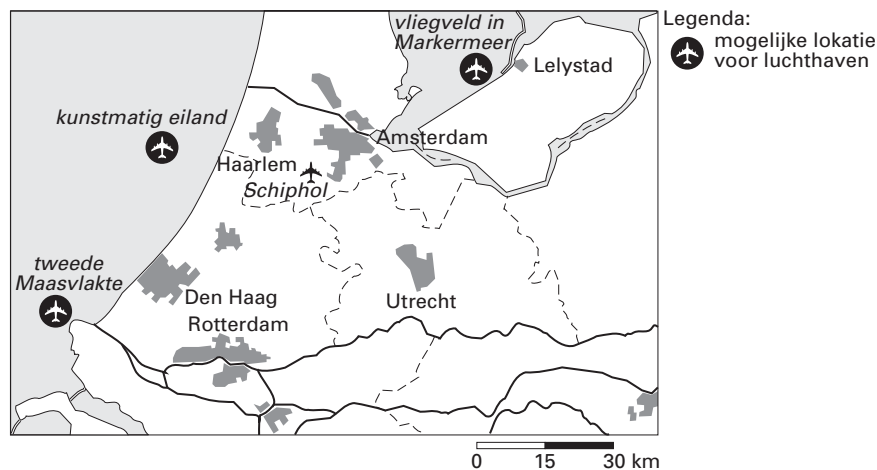 vliegveld in
Markermeer
Lelystad
kunstmatig eiland
Amsterdam
Haarlem
Schiphol
tweede
Maasvlakte
Den Haag
Utrecht
Rotterdam
0 15 30 km
Legenda:
mogelijke lokatie
voor luchthaven